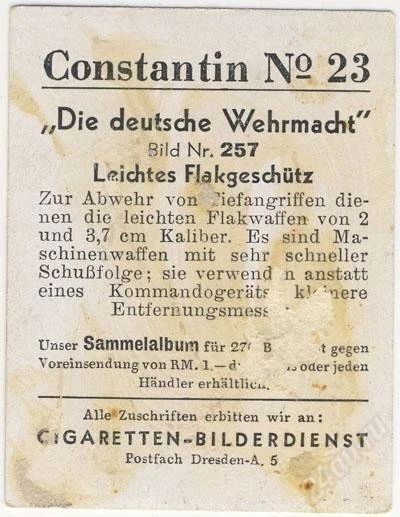 Constantin Nº 23
„Die deutsche Wehrmacht"
Bild Nr. 257
Leichtes Flakgeschütz
Zur Abwehr von Tiefangriffen die-
nen die leichten Flakwaffen von 2
und 3,7 cm Kaliber. Es sind Ma-
schinenwaffen mit sehr schneller
Schußfolge; sie verwenden anstatt
eines Kommandogeräts kleinere
Entfernungsmess
Unser Sammelalbum für 27 B gegen
Voreinsendung von RM. 1.— oder jeden
Händler erhältlich.
Alle Zuschriften erbitten wir an:
CIGARETTEN-BILDERDIENST
Postfach Dresden-A. 5